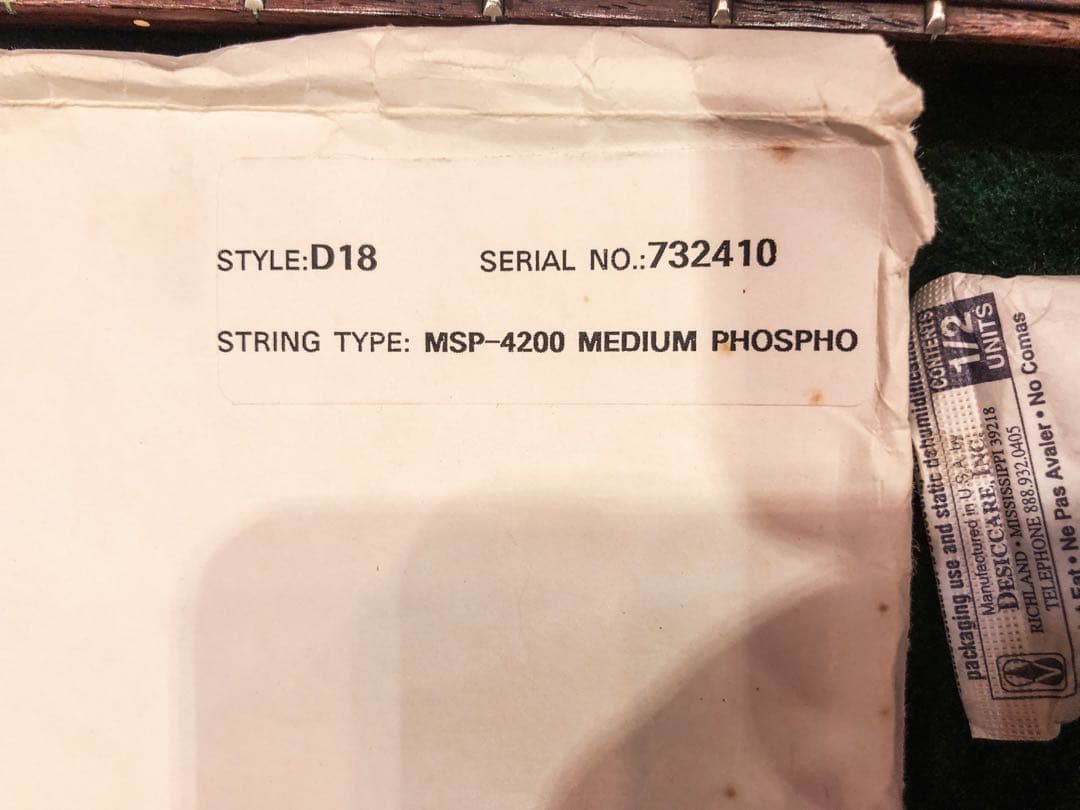 STYLE:D18 SERIAL NO.:732410
STRING TYPE: MSP-4200 MEDIUM PHOSPHO
CONTENTS
1/2
UNITS
packaging use and static dehumidification
Manufactured in U.S.A. by
DESICCARE, INC.
RICHLAND • MISSISSIPPI 39218
TELEPHONE 888.932.0405
Eat • Ne Pas Avaler • No Comas